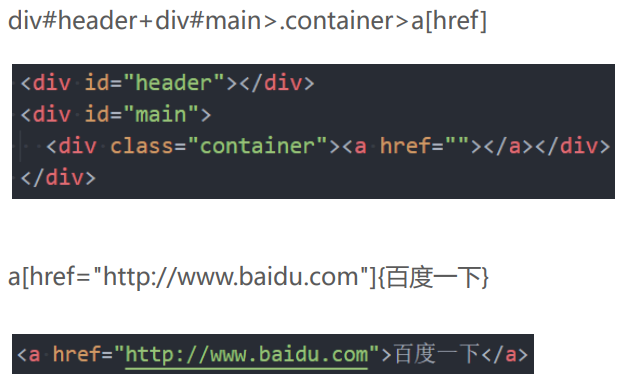 div#header+div#main>.container>a[href]
<div id="header"></div>
<div id="main">
<div class="container"><a href=""></a></div>
</div>
a[href="http://www.baidu.com"]{百度一下}
<a href="http://www.baidu.com">百度一下</a>